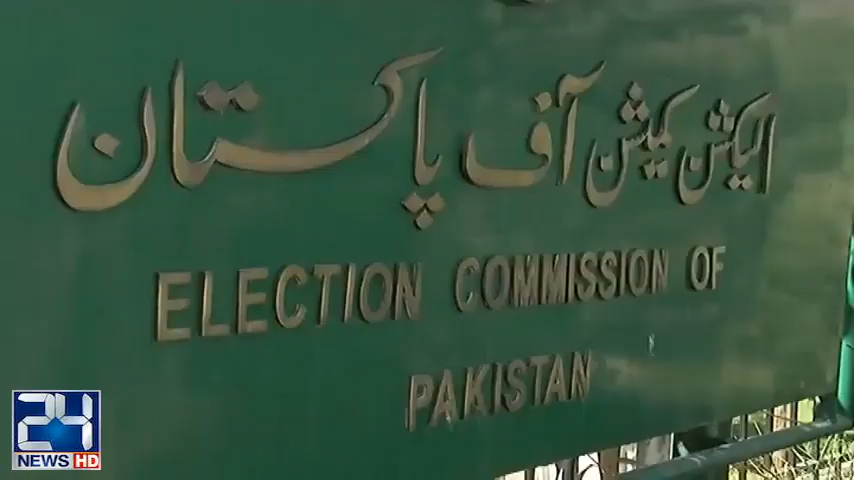 الیکشن کمیشن آف پاکستان
ELECTION COMMISSION OF
PAKISTAN
24
NEWS HD